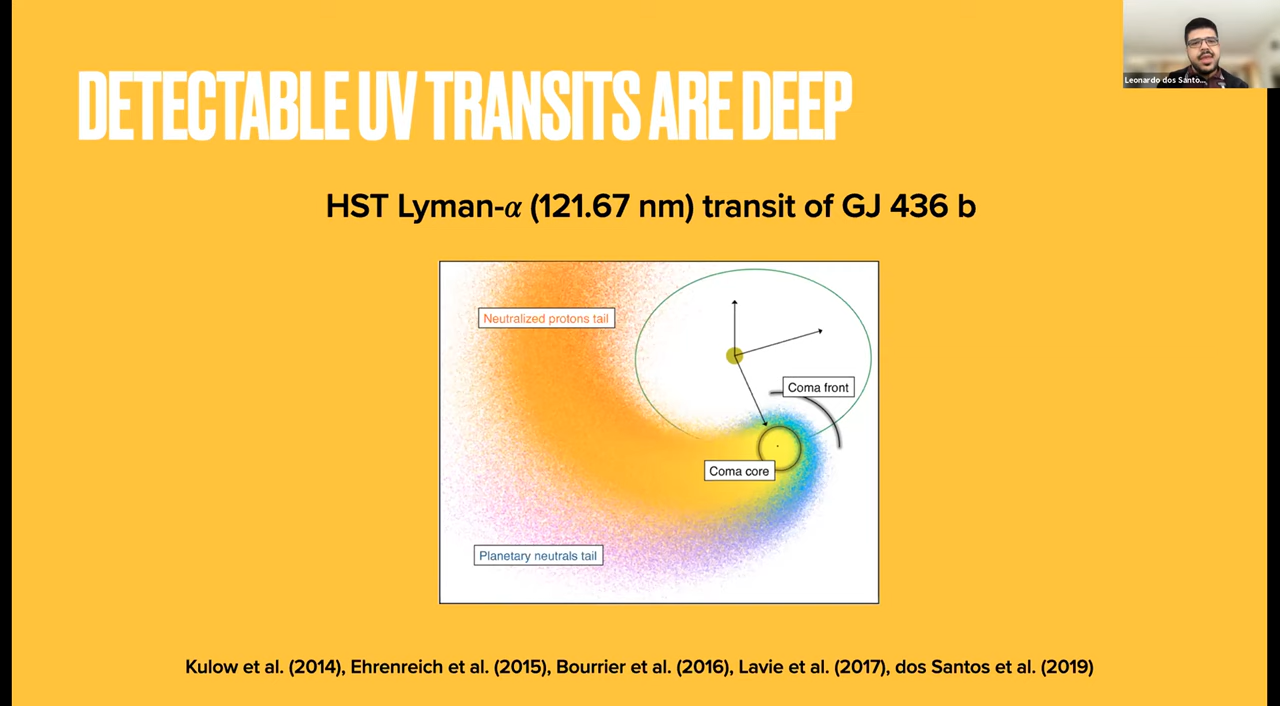 DETECTABLE UV TRANSITS ARE DEEP
Leonardo dos Santo...
HST Lyman-α (121.67 nm) transit of GJ 436 b
Neutralized protons tail
Coma front
Coma core
Planetary neutrals tail
Kulow et al. (2014), Ehrenreich et al. (2015), Bourrier et al. (2016), Lavie et al. (2017), dos Santos et al. (2019)